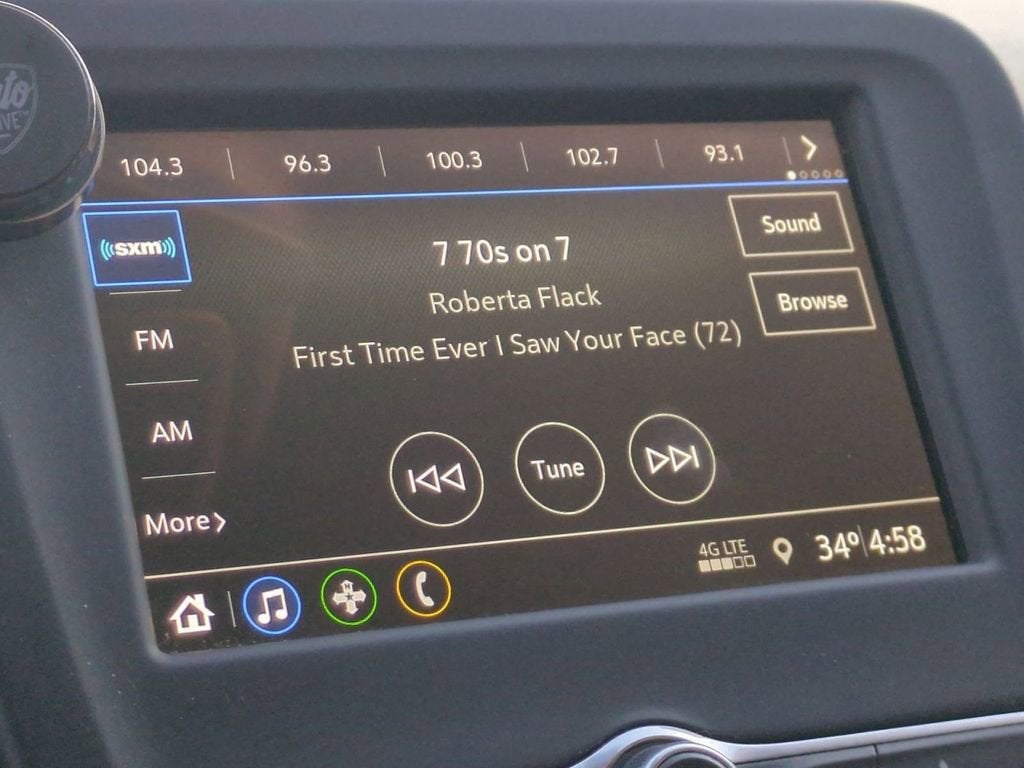 104.3 96.3 100.3 102.7 93.1
sxm
7 70s on 7
Sound
Roberta Flack
Browse
First Time Ever I Saw Your Face (72)
FM
AM
Tune
More
4G LTE
34° 4:58
N